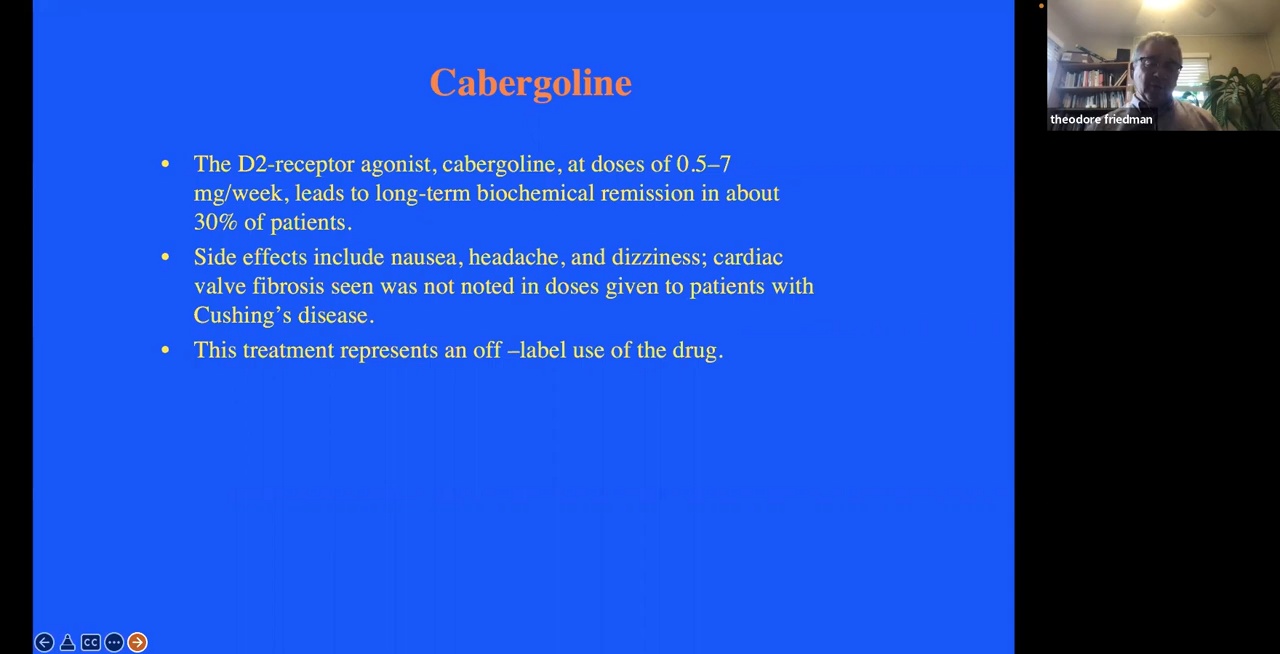 Cabergoline
• The D2-receptor agonist, cabergoline, at doses of 0.5–7
mg/week, leads to long-term biochemical remission in about
30% of patients.
• Side effects include nausea, headache, and dizziness; cardiac
valve fibrosis seen was not noted in doses given to patients with
Cushing’s disease.
• This treatment represents an off –label use of the drug.
theodore friedman
CC